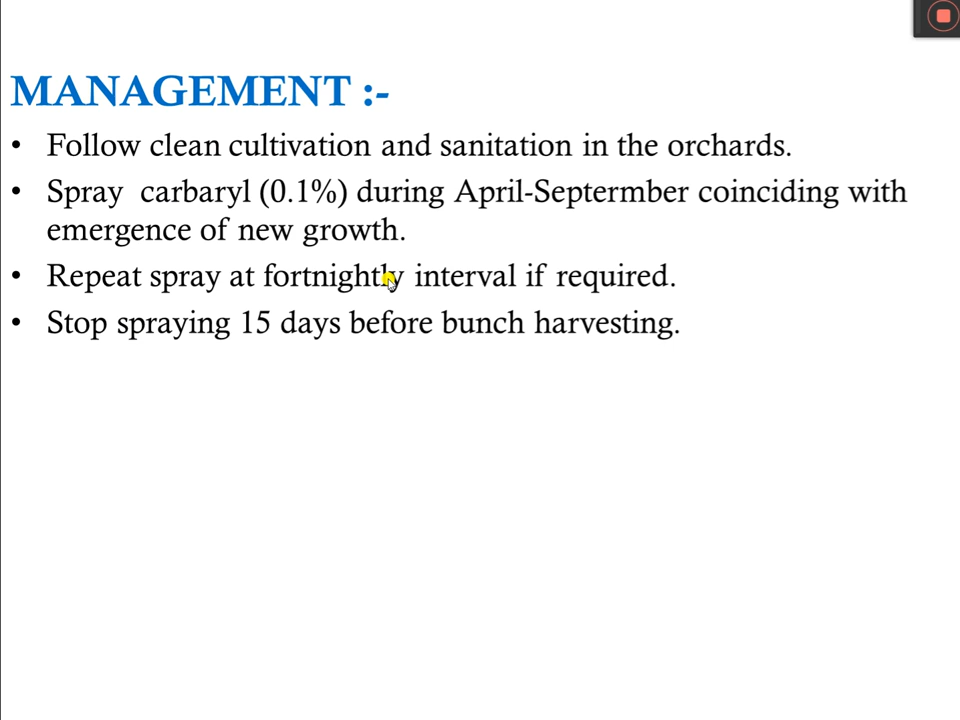 MANAGEMENT :-
• Follow clean cultivation and sanitation in the orchards.
• Spray carbaryl (0.1%) during April-Septermber coinciding with
emergence of new growth.
• Repeat spray at fortnightly interval if required.
• Stop spraying 15 days before bunch harvesting.